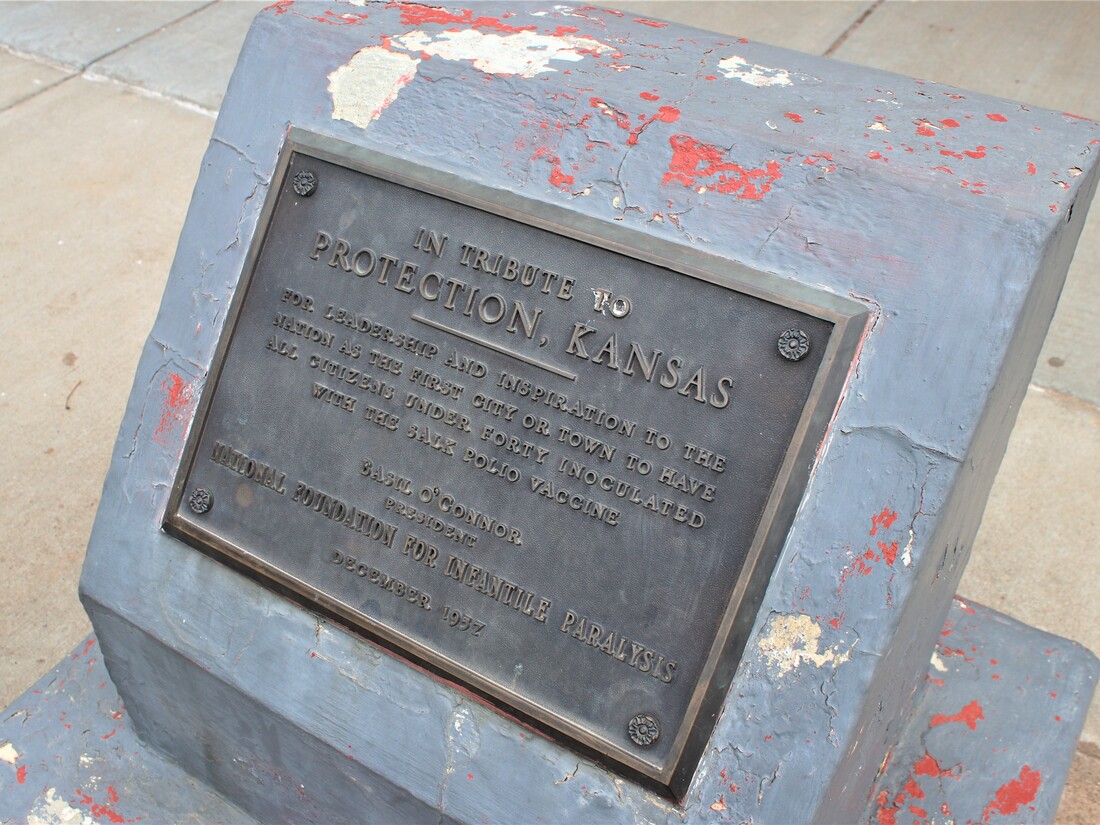 IN TRIBUTE TO
PROTECTION, KANSAS
FOR LEADERSHIP AND INSPIRATION TO THE
NATION AS THE FIRST CITY OR TOWN TO HAVE
ALL CITIZENS UNDER FORTY INOCULATED
WITH THE SALK POLIO VACCINE
BASIL O'CONNOR
PRESIDENT
NATIONAL FOUNDATION FOR INFANTILE PARALYSIS
DECEMBER 1957